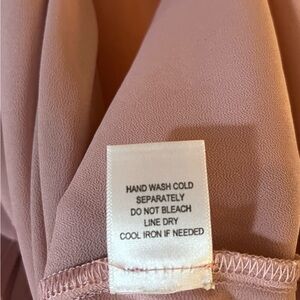 HAND WASH COLD
SEPARATELY
DO NOT BLEACH
LINE DRY
COOL IRON IF NEEDED